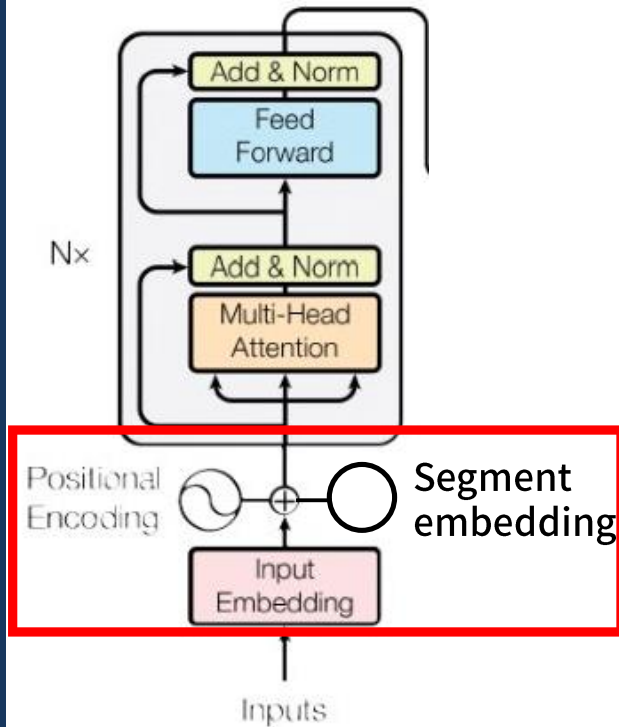 Add & Norm
Feed
Forward
Nx
Add & Norm
Multi-Head
Attention
Positional
Encoding
Segment
embedding
Input
Embedding
Inputs